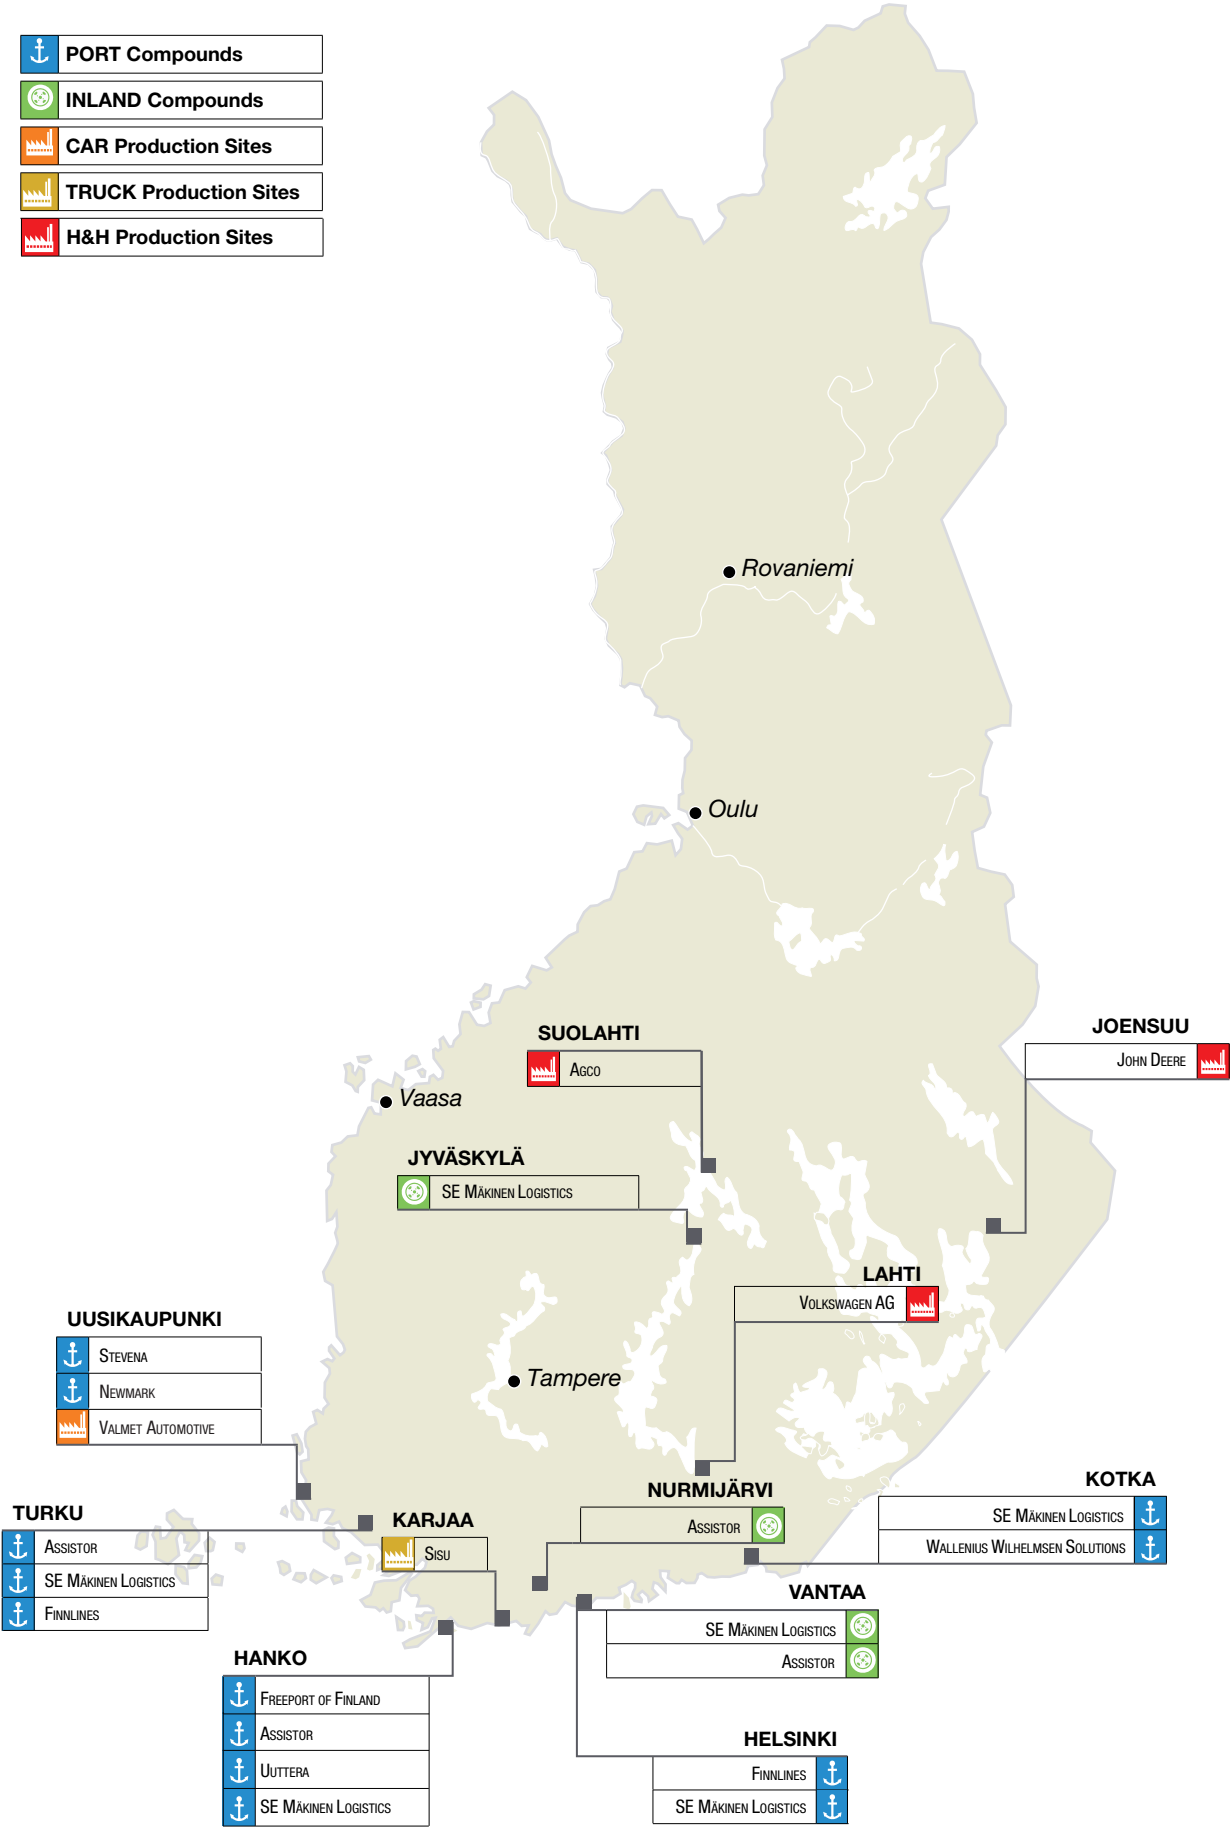 PORT Compounds
INLAND Compounds
CAR Production Sites
TRUCK Production Sites
H&H Production Sites
Rovaniemi
Oulu
SUOLAHTI
Agco
JOENSUU
John Deere
Vaasa
JYVÄSKYLÄ
SE Mäkinen Logistics
LAHTI
Volkswagen AG
UUSIKAUPUNKI
Stevena
Newmark
Valmet Automotive
Tampere
NURMIJÄRVI
Assistor
KOTKA
SE Mäkinen Logistics
Wallenius Wilhelmsen Solutions
TURKU
Assistor
SE Mäkinen Logistics
Finnlines
KARJAA
Sisu
VANTAA
SE Mäkinen Logistics
Assistor
HANKO
Freeport of Finland
Assistor
Uuttera
SE Mäkinen Logistics
HELSINKI
Finnlines
SE Mäkinen Logistics